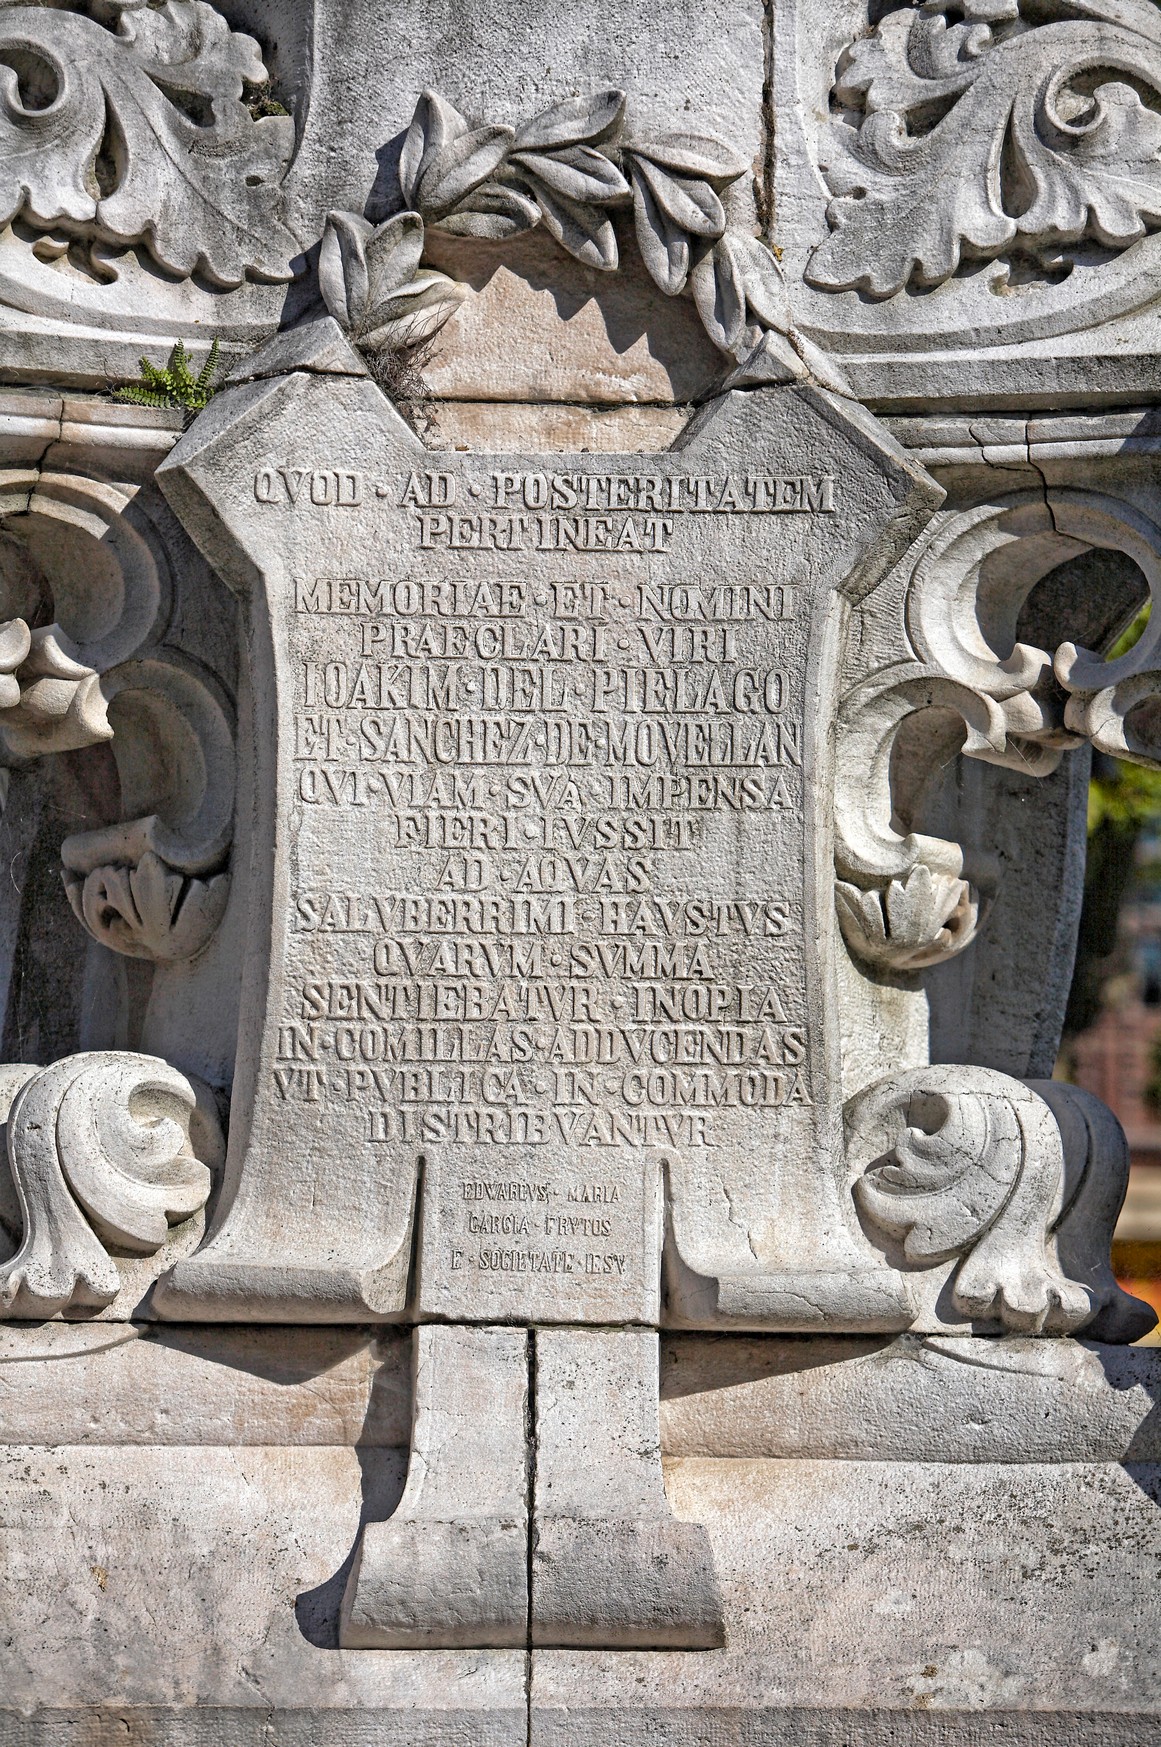 QVOD · AD · POSTERITATEM
PERTINEAT
MEMORIAE · ET · NOMINI
PRAECLARI · VIRI
IOAKIM · DEL · PIELAGO
ET · SANCHEZ · DE · MOVELLAN
QVI · VIAM · SVA · IMPENSA
FIERI · IVSSIT
AD · AQVAS
SALVBERRIMI · HAVSTVS
QVARVM · SVMMA
SENTIEBATVR · INOPIA
IN · COMILLAS · ADDVCENDAS
VT · PVBLICA · IN · COMMODA
DISTRIBVANTVR
EDVARDVS · MARIA
GARCIA · FRVTOS
E · SOCIETATE · IESV